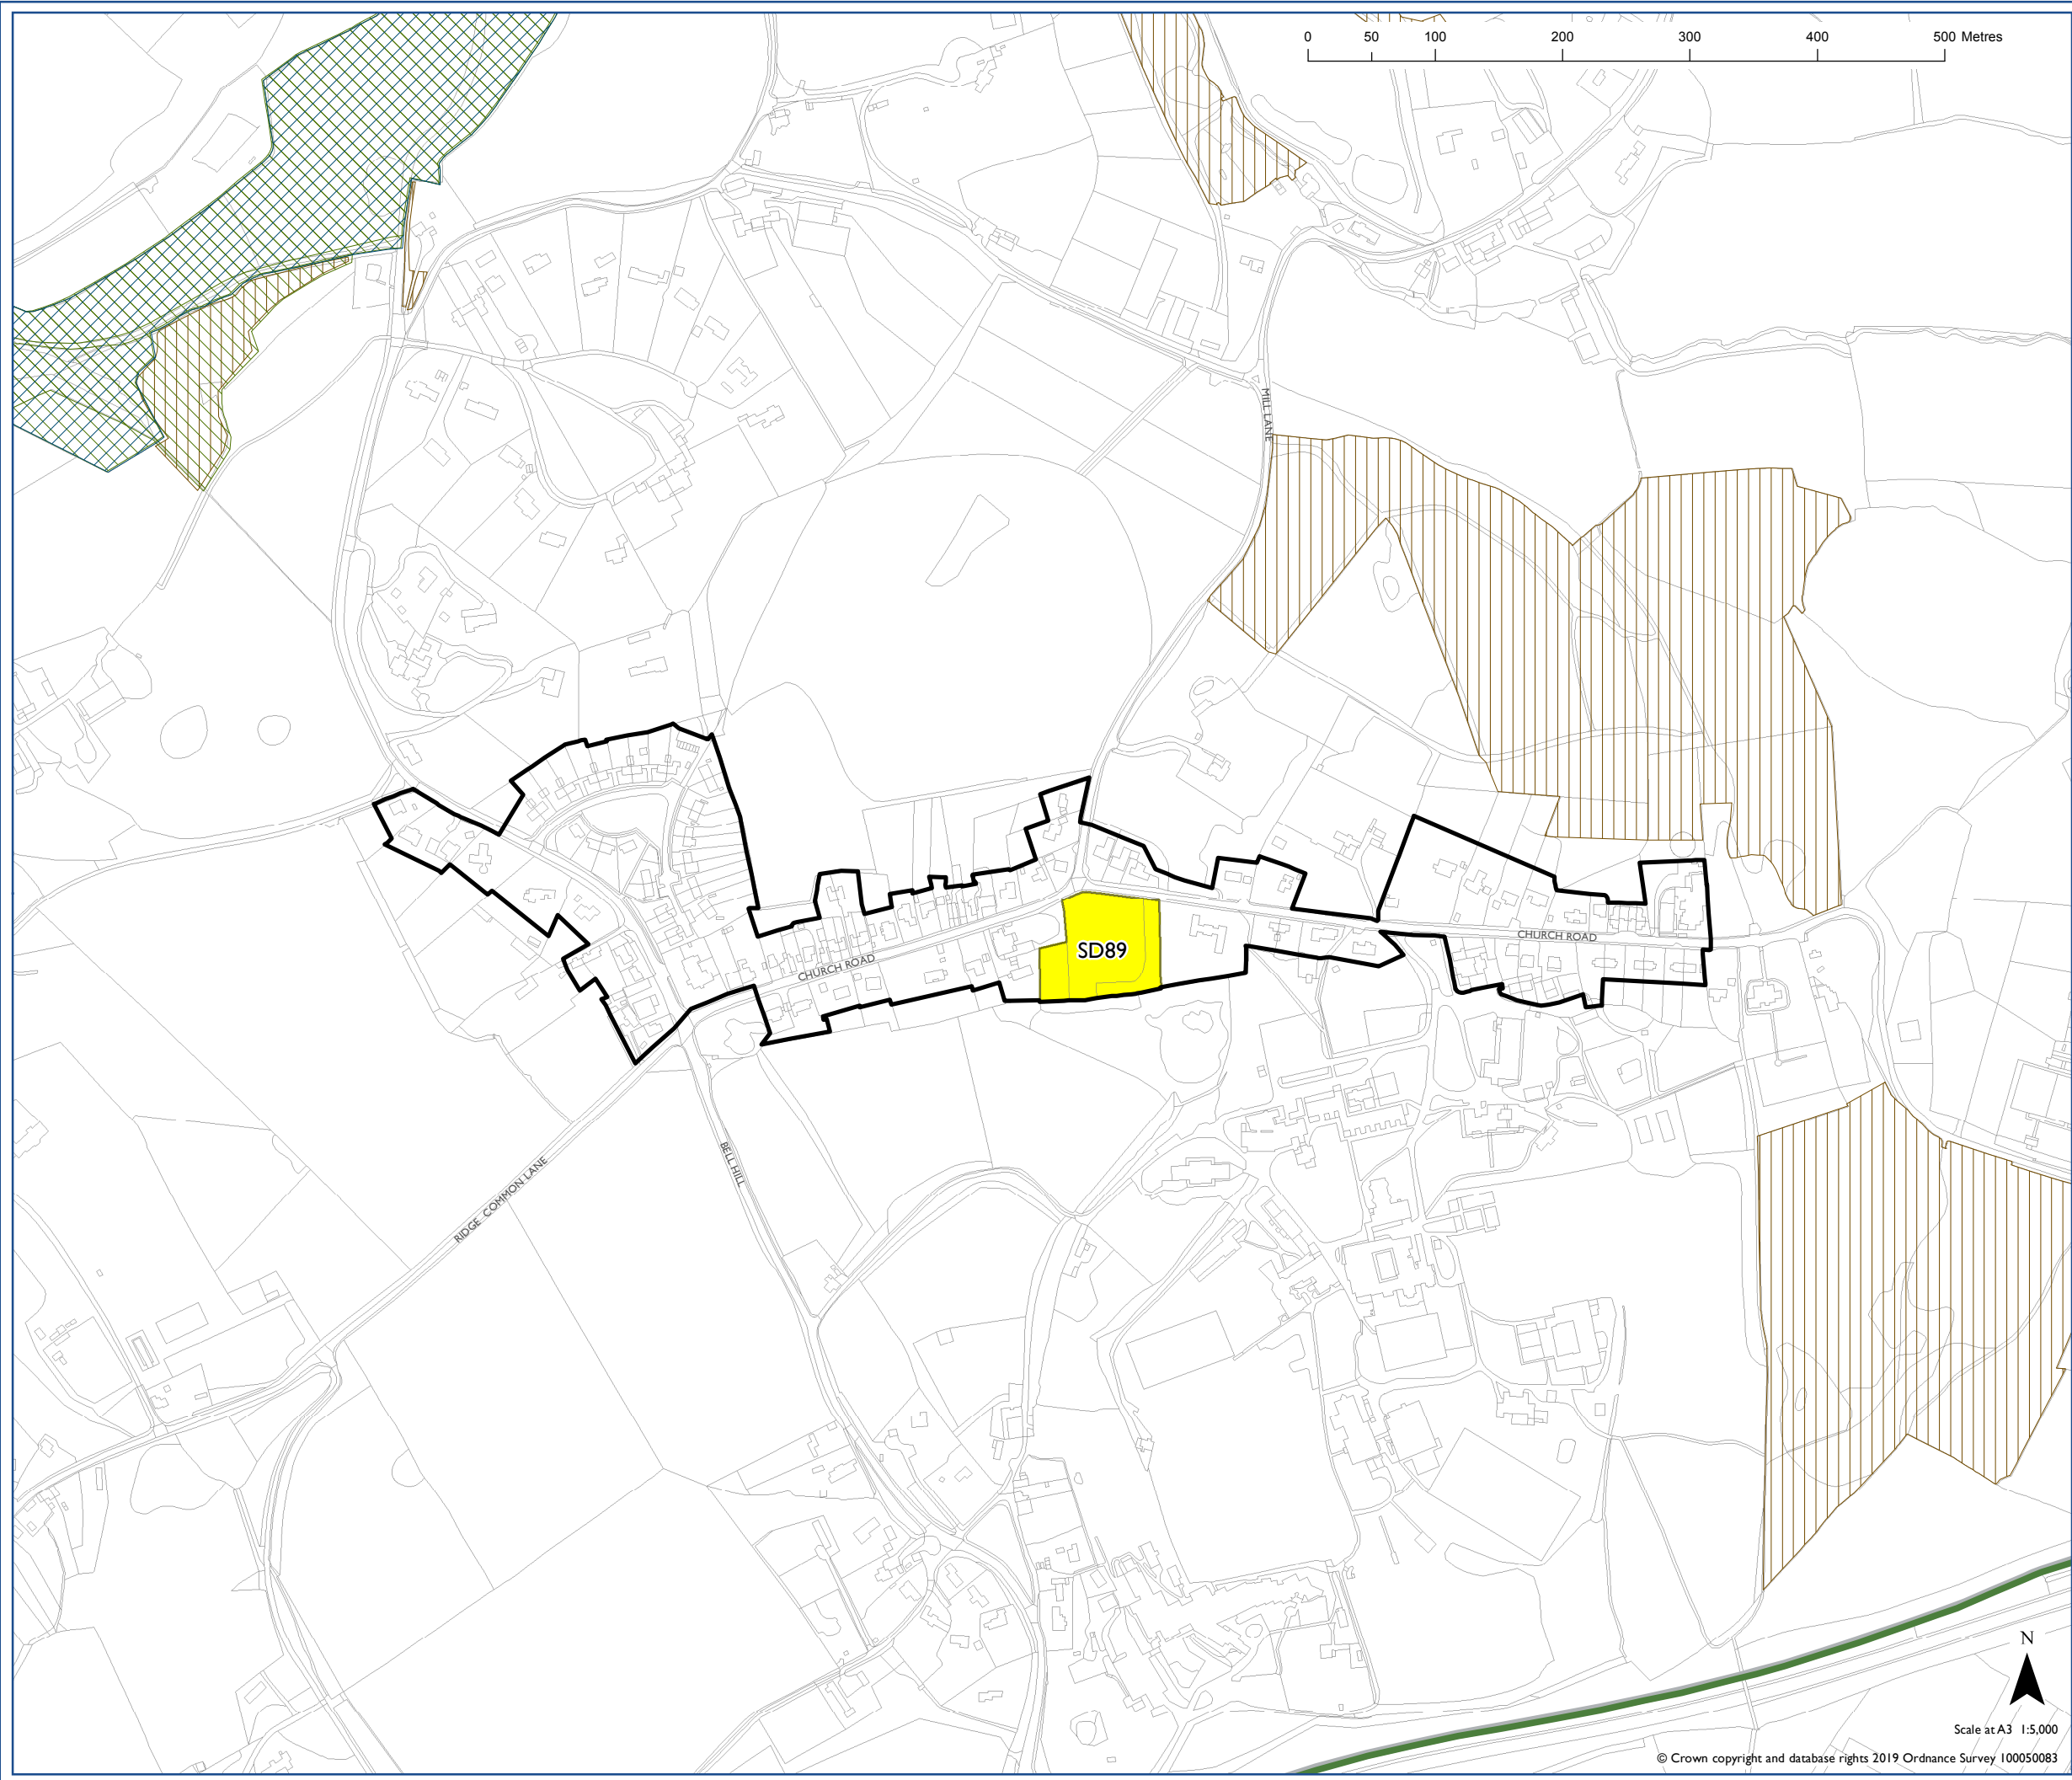 0 50 100 200 300 400 500 Metres
MILL LANE
CHURCH ROAD
SD89
CHURCH ROAD
BELL HILL
RIDGE COMMON LANE
N
Scale at A3 1:5,000
© Crown copyright and database rights 2019 Ordnance Survey 100050083